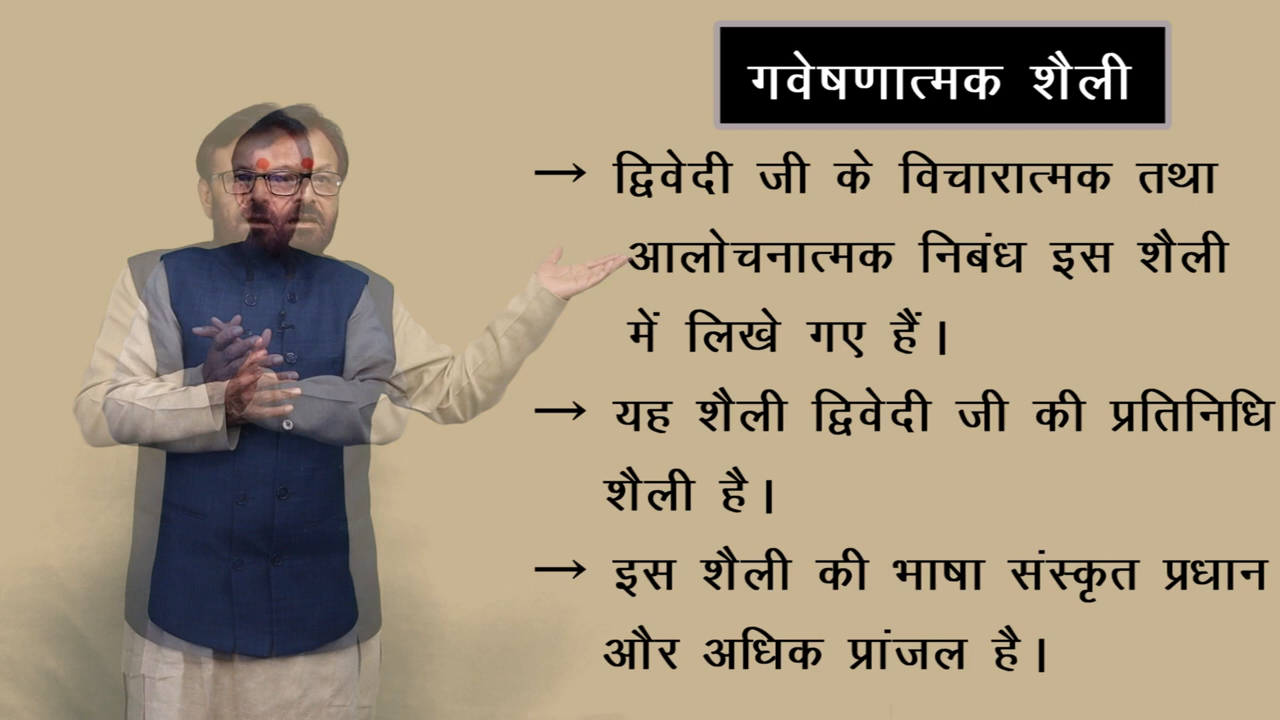 गवेषणात्मक शैली
→ द्विवेदी जी के विचारात्मक तथा
आलोचनात्मक निबंध इस शैली
में लिखे गए हैं।
→ यह शैली द्विवेदी जी की प्रतिनिधि
शैली है।
→ इस शैली की भाषा संस्कृत प्रधान
और अधिक प्रांजल है।